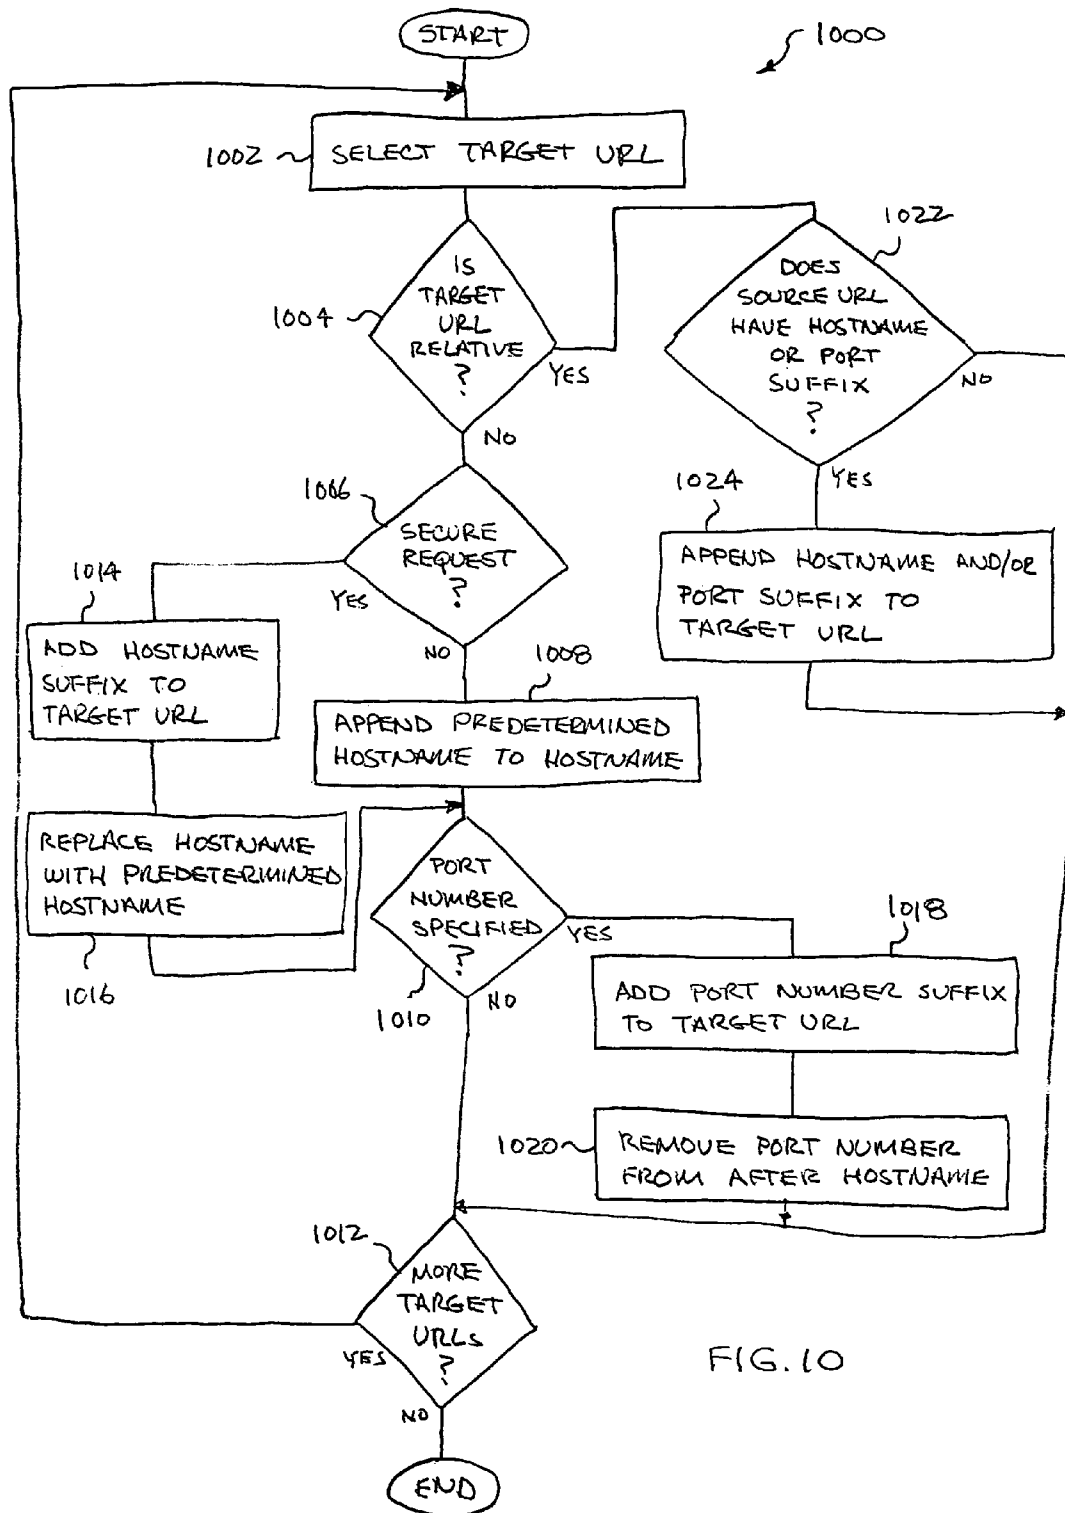 START
1000
1002
SELECT TARGET URL
1004
IS
TARGET
URL
RELATIVE
?
YES
NO
1022
DOES
SOURCE URL
HAVE HOSTNAME
OR PORT
SUFFIX
?
NO
YES
1006
SECURE
REQUEST
?
YES
NO
1024
APPEND HOSTNAME AND/OR
PORT SUFFIX TO
TARGET URL
1014
ADD HOSTNAME
SUFFIX TO
TARGET URL
1008
APPEND PREDETERMINED
HOSTNAME TO HOSTNAME
REPLACE HOSTNAME
WITH PREDETERMINED
HOSTNAME
1016
PORT
NUMBER
SPECIFIED
?
YES
NO
1010
1018
ADD PORT NUMBER SUFFIX
TO TARGET URL
1020
REMOVE PORT NUMBER
FROM AFTER HOSTNAME
1012
MORE
TARGET
URLS
?
YES
NO
FIG. 10
END